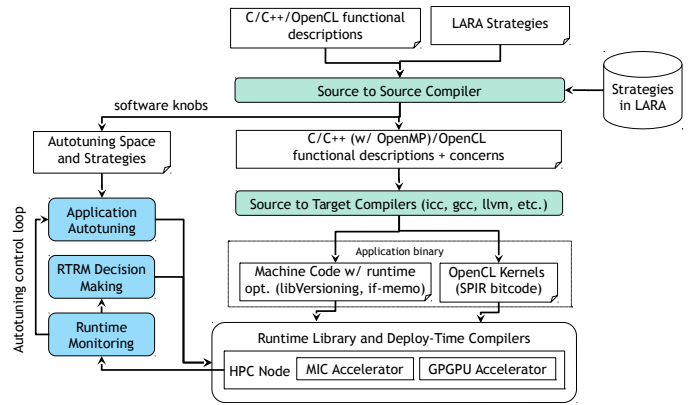 C/C++/OpenCL functional
descriptions
LARA Strategies
Source to Source Compiler
Strategies
in LARA
software knobs
Autotuning Space
and Strategies
C/C++ (w/ OpenMP)/OpenCL
functional descriptions + concerns
Source to Target Compilers (icc, gcc, llvm, etc.)
Application
Autotuning
Autotuning control loop
Application binary
RTRM Decision
Making
Machine Code w/ runtime
opt. (libVersioning, if-memo)
OpenCL Kernels
(SPIR bitcode)
Runtime
Monitoring
Runtime Library and Deploy-Time Compilers
HPC Node
MIC Accelerator
GPGPU Accelerator